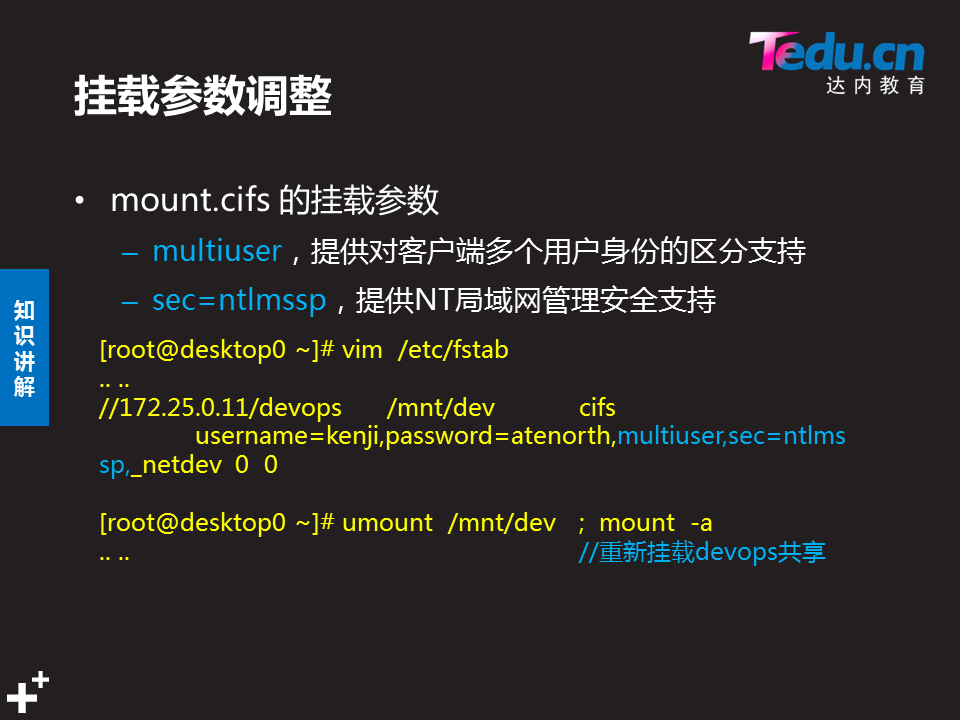 Tedu.cn
达内教育
挂载参数调整
• mount.cifs 的挂载参数
– multiuser，提供对客户端多个用户身份的区分支持
– sec=ntlmssp，提供NT局域网管理安全支持
知识讲解
[root@desktop0 ~]# vim /etc/fstab
.. ..
//172.25.0.11/devops /mnt/dev cifs
username=kenji,password=atenorth,multiuser,sec=ntlms
sp,_netdev 0 0
[root@desktop0 ~]# umount /mnt/dev ; mount -a
.. .. //重新挂载devops共享